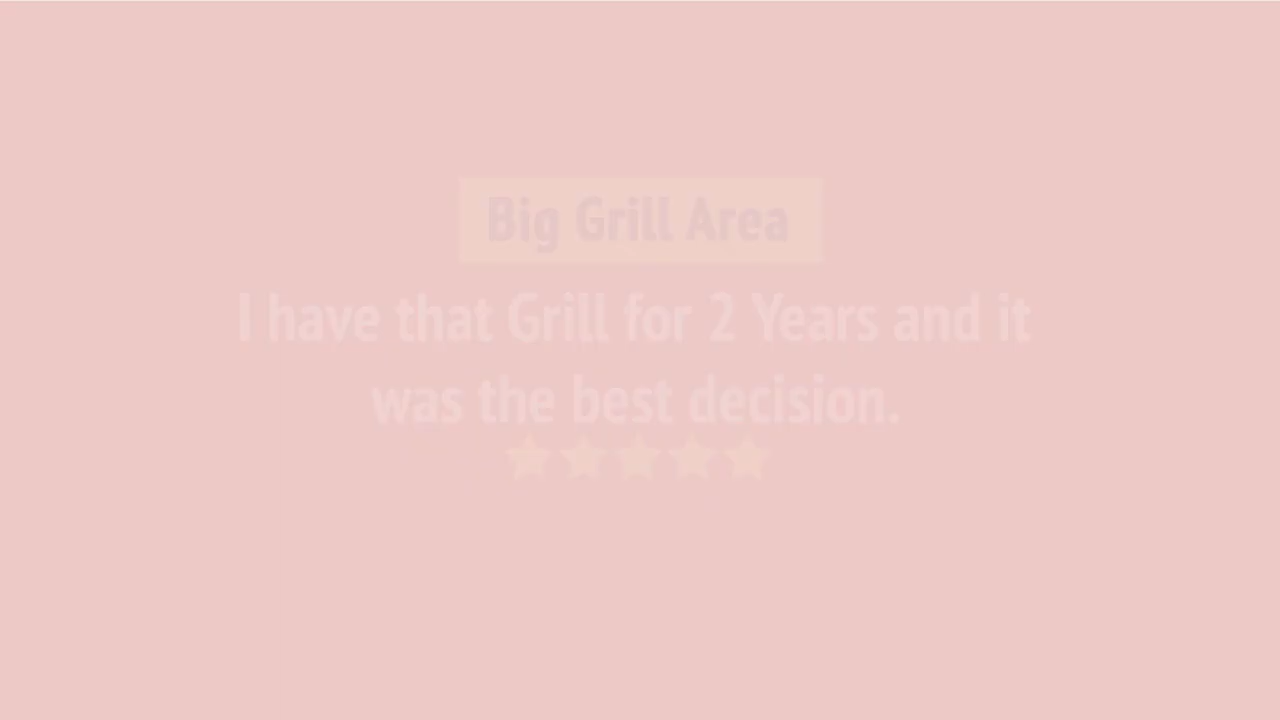 Big Grill Area
I have that Grill for 2 Years and it
was the best decision.